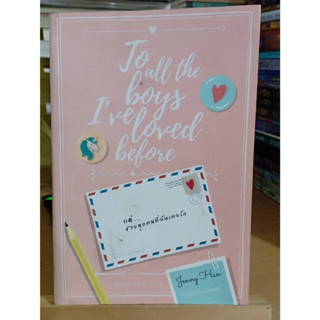 To
all the
boys
I've
loved
before
แด่...
ชายทุกคนที่ฉันเคยรัก
Jenny Han